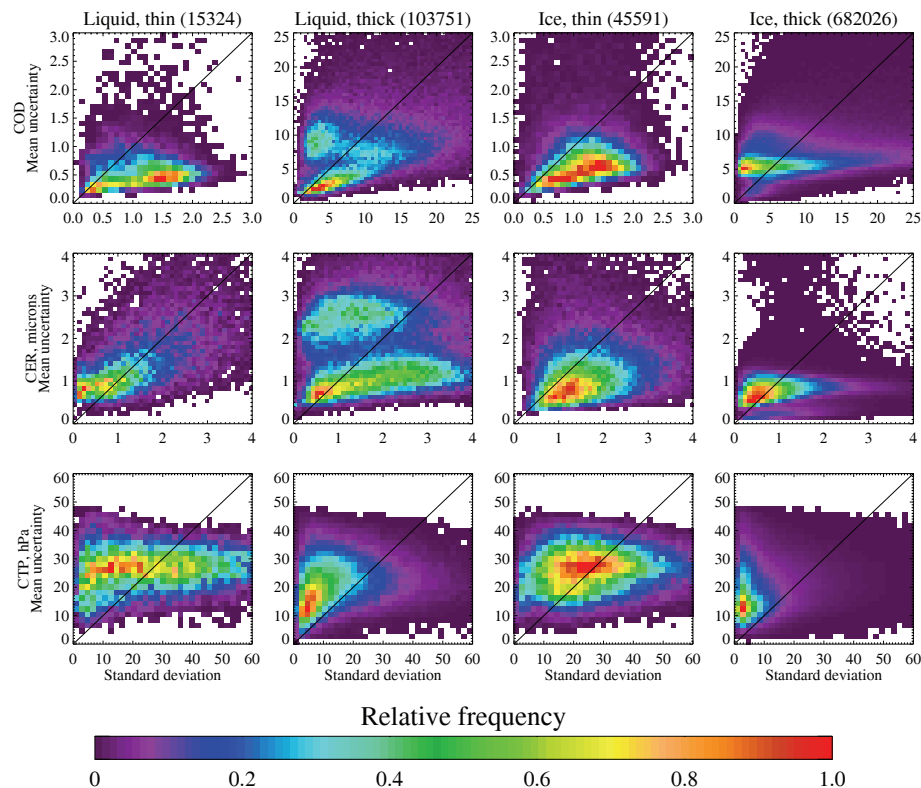 Liquid, thin (15324) Liquid, thick (103751) Ice, thin (45591) Ice, thick (682026)
COD
Mean uncertainty
3.0 2.5 2.0 1.5 1.0 0.5 0.0
0.0 0.5 1.0 1.5 2.0 2.5 3.0
25 20 15 10 5 0
0 5 10 15 20 25
3.0 2.5 2.0 1.5 1.0 0.5 0.0
0.0 0.5 1.0 1.5 2.0 2.5 3.0
25 20 15 10 5 0
0 5 10 15 20 25
CER, microns
Mean uncertainty
4 3 2 1 0
0 1 2 3 4
4 3 2 1 0
0 1 2 3 4
4 3 2 1 0
0 1 2 3 4
4 3 2 1 0
0 1 2 3 4
CTP, hPa
Mean uncertainty
60 50 40 30 20 10 0
0 10 20 30 40 50 60
Standard deviation
60 50 40 30 20 10 0
0 10 20 30 40 50 60
Standard deviation
60 50 40 30 20 10 0
0 10 20 30 40 50 60
Standard deviation
60 50 40 30 20 10 0
0 10 20 30 40 50 60
Standard deviation
Relative frequency
0 0.2 0.4 0.6 0.8 1.0